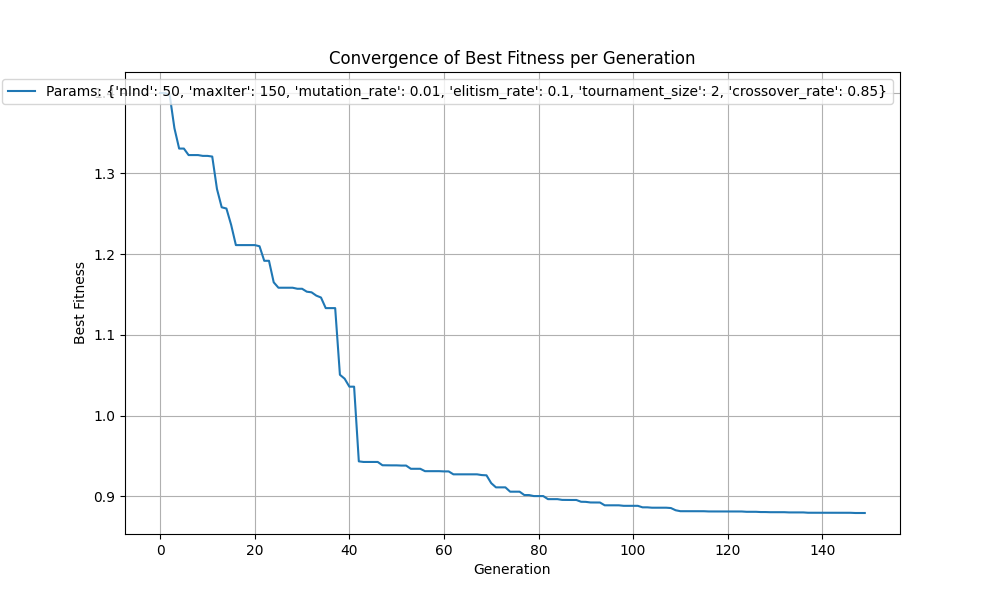 Convergence of Best Fitness per Generation
Params: {'nInd': 50, 'maxIter': 150, 'mutation_rate': 0.01, 'elitism_rate': 0.1, 'tournament_size': 2, 'crossover_rate': 0.85}
1.4
1.3
1.2
1.1
1.0
0.9
Best Fitness
0 20 40 60 80 100 120 140
Generation